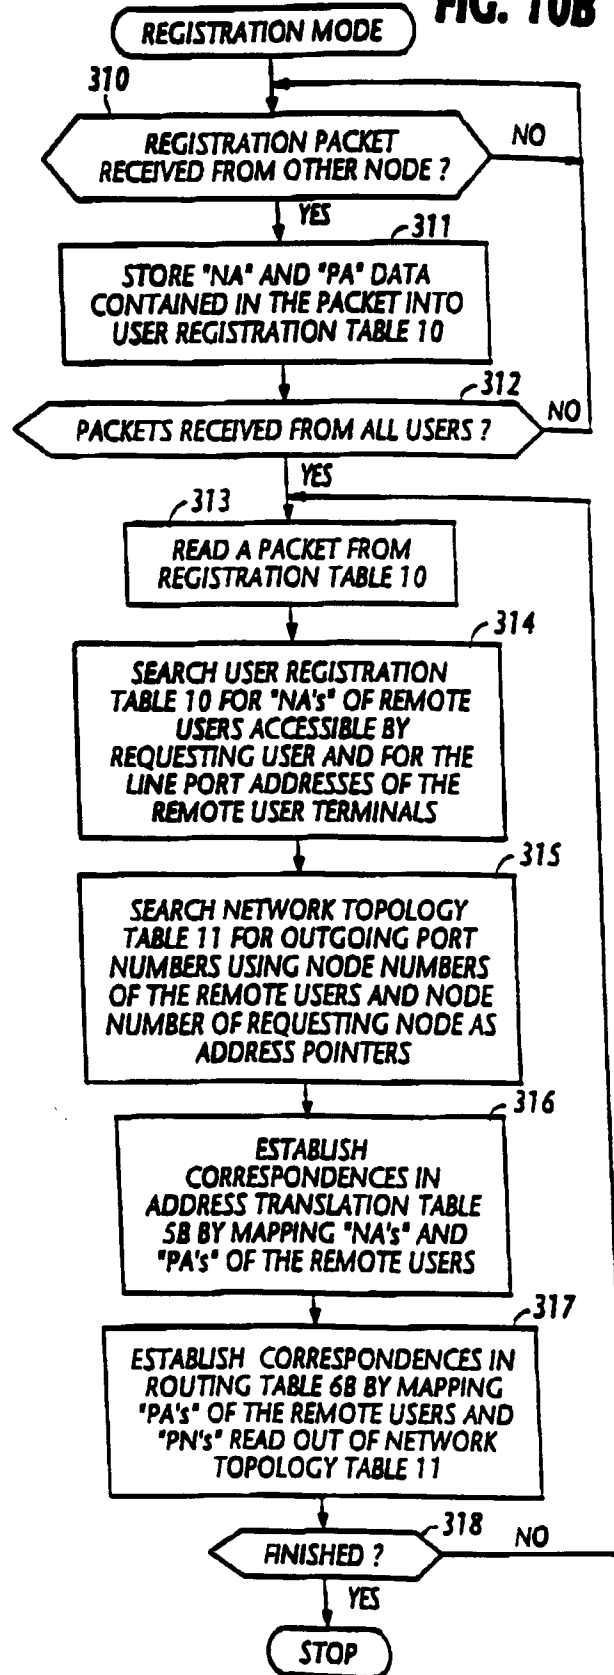 FIG. 10B
REGISTRATION MODE
310
REGISTRATION PACKET
RECEIVED FROM OTHER NODE ?
NO
YES
311
STORE "NA" AND "PA" DATA
CONTAINED IN THE PACKET INTO
USER REGISTRATION TABLE 10
312
PACKETS RECEIVED FROM ALL USERS ?
NO
YES
313
READ A PACKET FROM
REGISTRATION TABLE 10
314
SEARCH USER REGISTRATION
TABLE 10 FOR "NA's" OF REMOTE
USERS ACCESSIBLE BY
REQUESTING USER AND FOR THE
LINE PORT ADDRESSES OF THE
REMOTE USER TERMINALS
315
SEARCH NETWORK TOPOLOGY
TABLE 11 FOR OUTGOING PORT
NUMBERS USING NODE NUMBERS
OF THE REMOTE USERS AND NODE
NUMBER OF REQUESTING NODE AS
ADDRESS POINTERS
316
ESTABLISH
CORRESPONDENCES IN
ADDRESS TRANSLATION TABLE
5B BY MAPPING "NA's" AND
"PA's" OF THE REMOTE USERS
317
ESTABLISH CORRESPONDENCES IN
ROUTING TABLE 6B BY MAPPING
"PA's" OF THE REMOTE USERS AND
"PN's" READ OUT OF NETWORK
TOPOLOGY TABLE 11
318
FINISHED ?
NO
YES
STOP